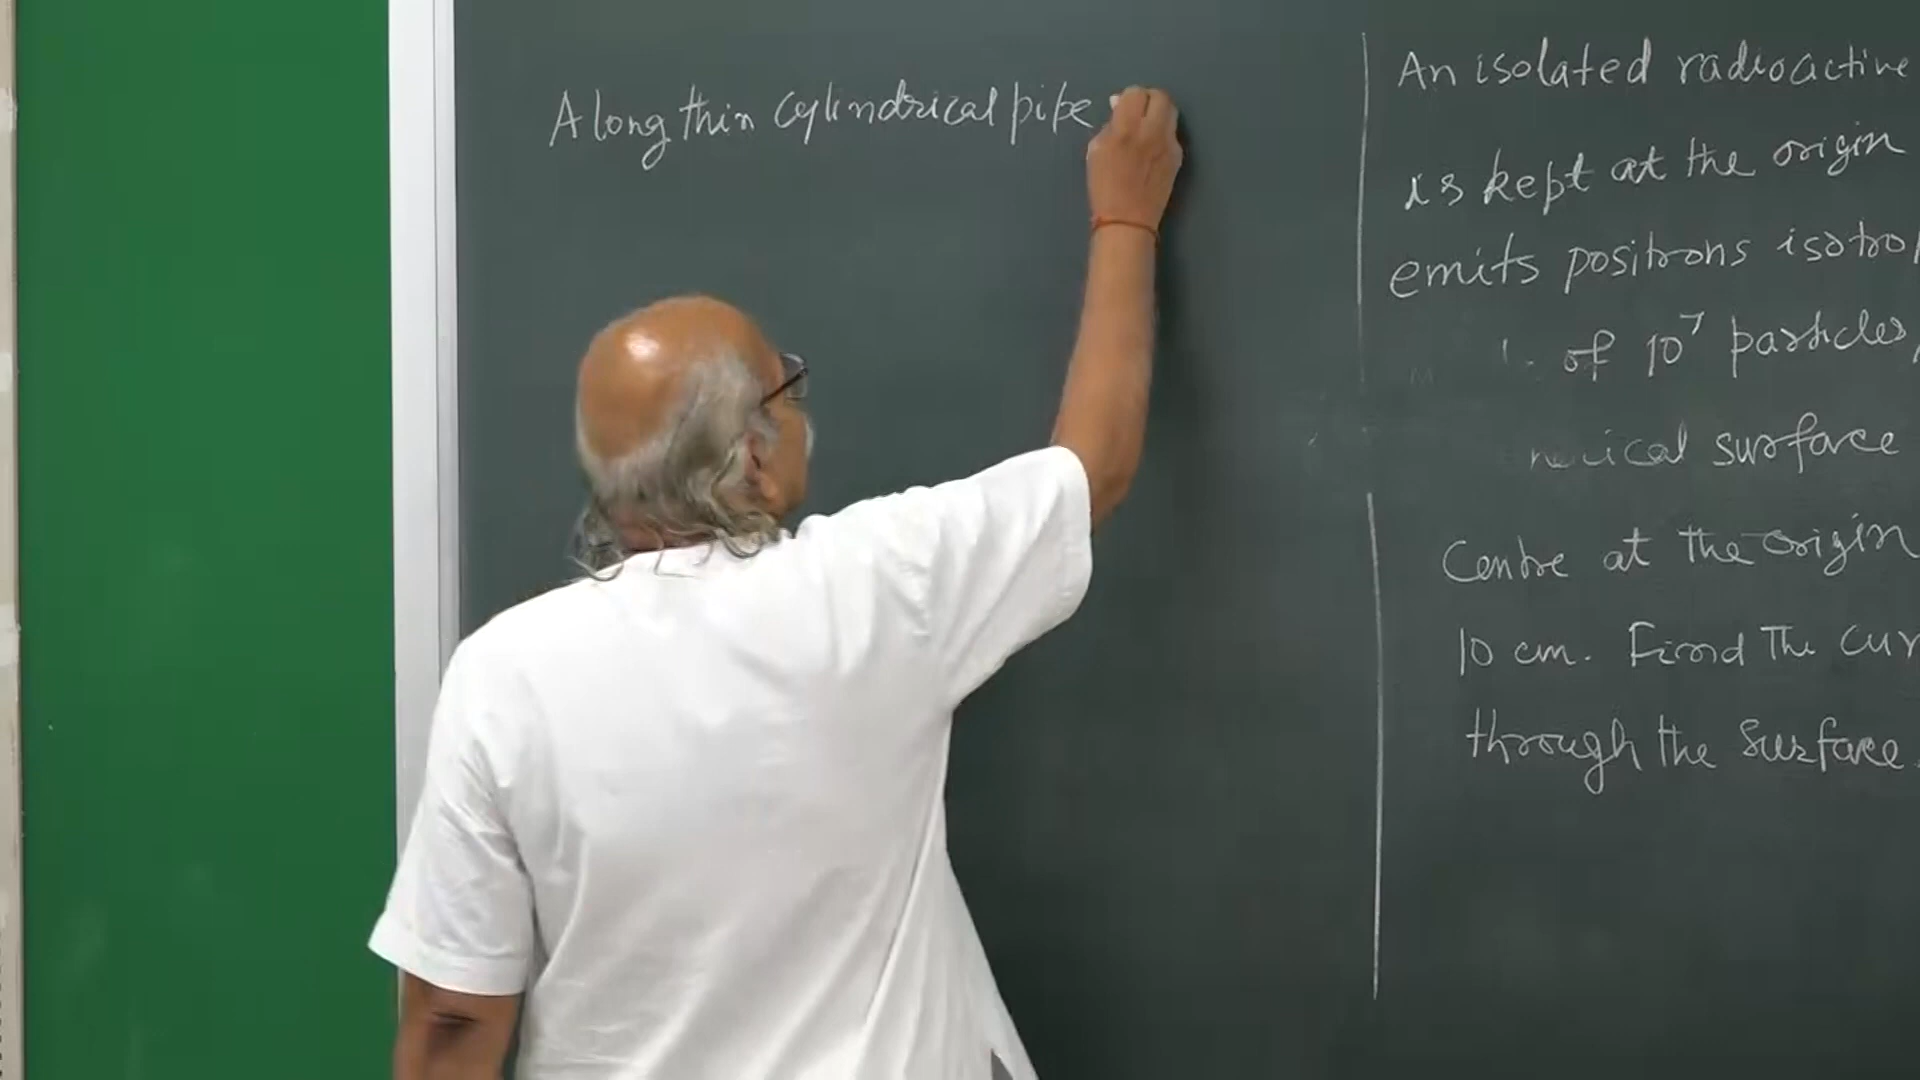 A long thin cylindrical pipe
An isolated radioactive
is kept at the origin
emits positrons isotro
of 10⁷ particles,
ical surface
Centre at the origin
10 cm. Find The cur
through the surface.